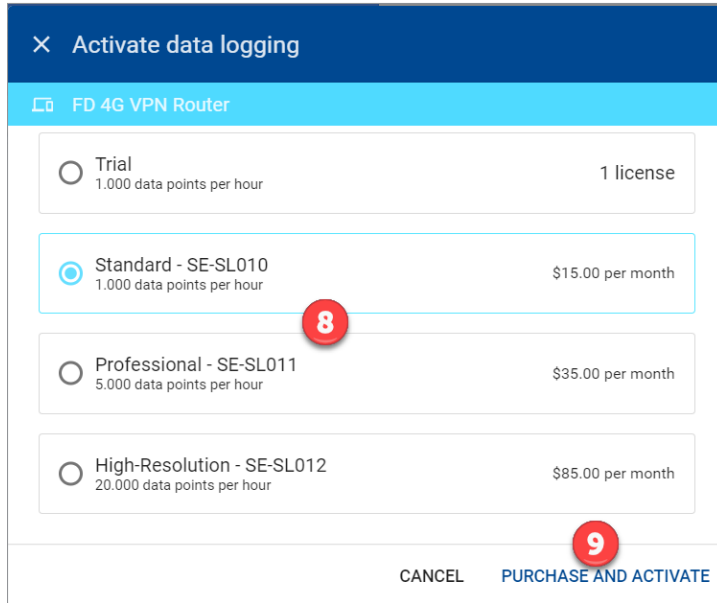 Activate data logging
FD 4G VPN Router
Trial
1.000 data points per hour
1 license
Standard - SE-SL010
1.000 data points per hour
$15.00 per month
8
Professional - SE-SL011
5.000 data points per hour
$35.00 per month
High-Resolution - SE-SL012
20.000 data points per hour
$85.00 per month
9
CANCEL
PURCHASE AND ACTIVATE